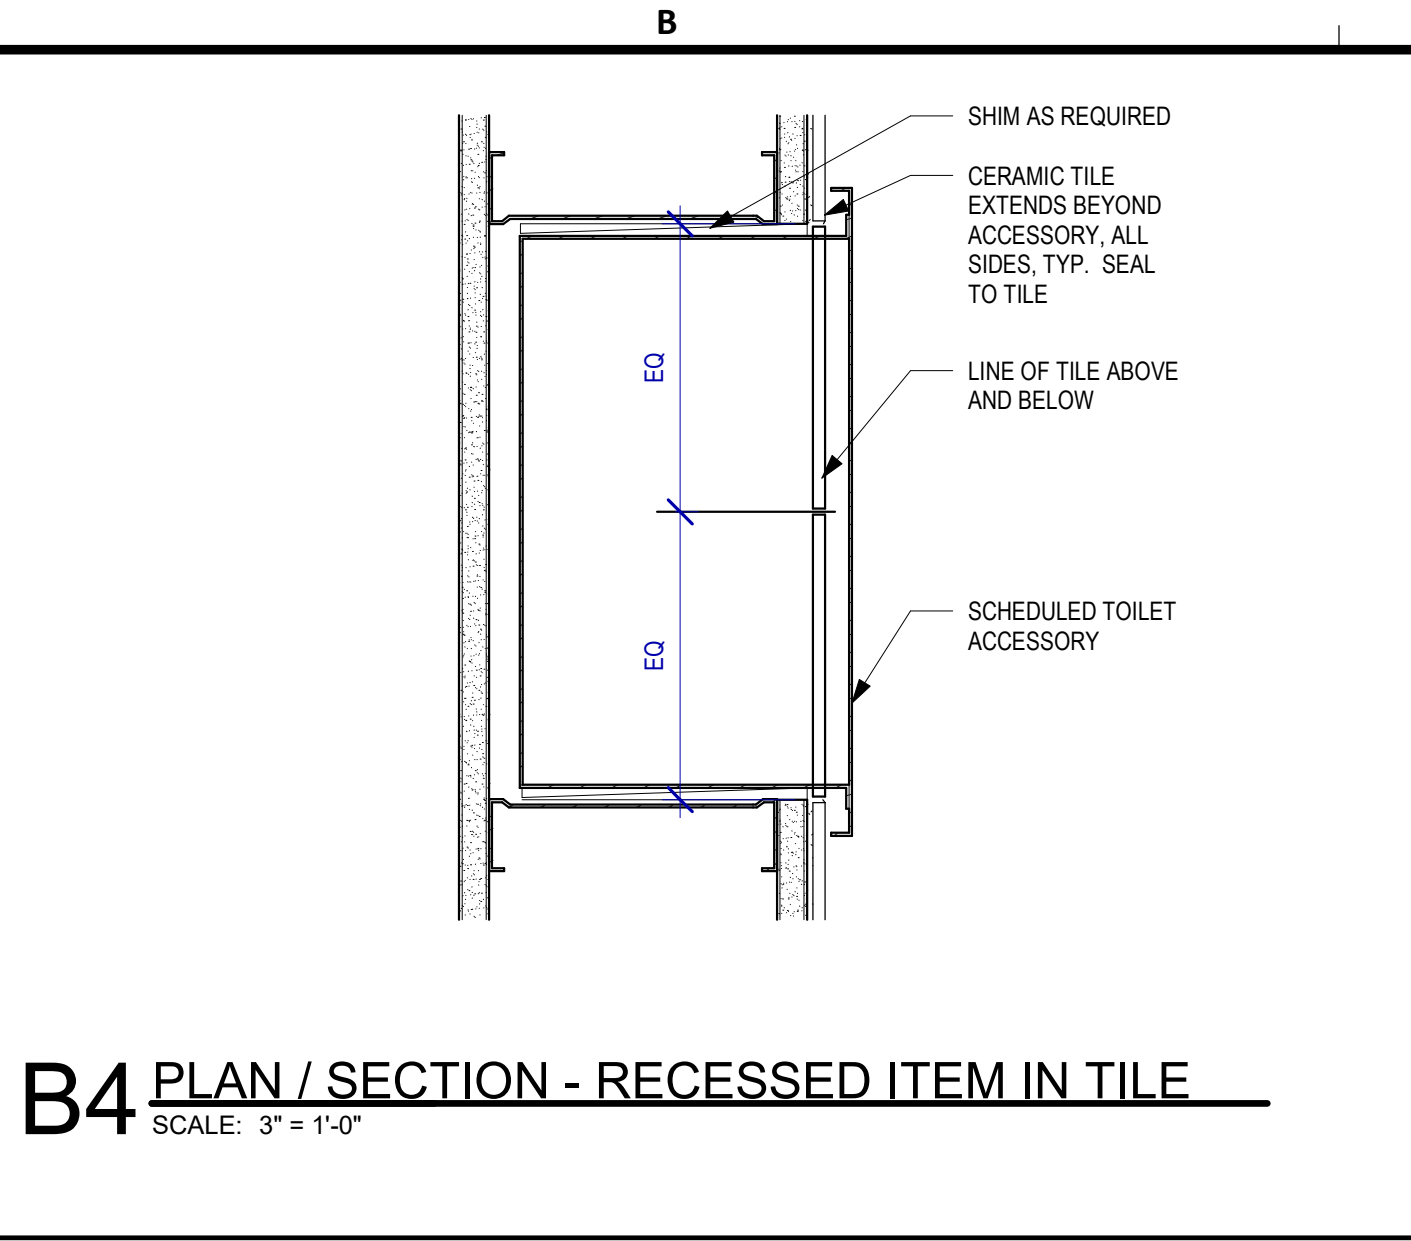 B
SHIM AS REQUIRED
CERAMIC TILE
EXTENDS BEYOND
ACCESSORY, ALL
SIDES, TYP.  SEAL
TO TILE
EQ
LINE OF TILE ABOVE
AND BELOW
EQ
SCHEDULED TOILET
ACCESSORY
B4 PLAN / SECTION - RECESSED ITEM IN TILE
SCALE:  3" = 1'-0"